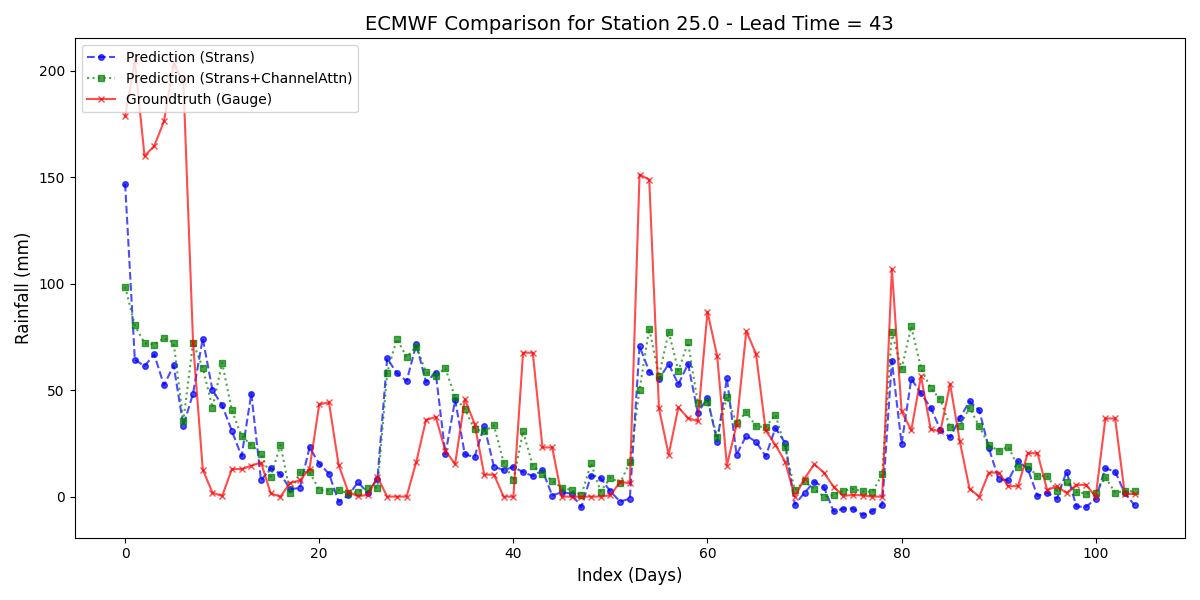 ECMWF Comparison for Station 25.0 - Lead Time = 43
Prediction (Strans)
Prediction (Strans+ChannelAttn)
Groundtruth (Gauge)
Rainfall (mm)
200
150
100
50
0
0 20 40 60 80 100
Index (Days)